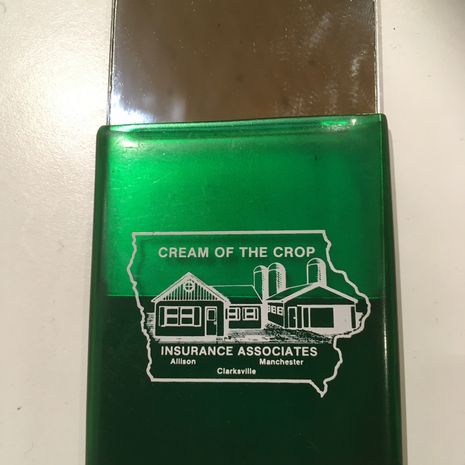 CREAM OF THE CROP
INSURANCE ASSOCIATES
Allison Manchester
Clarksville